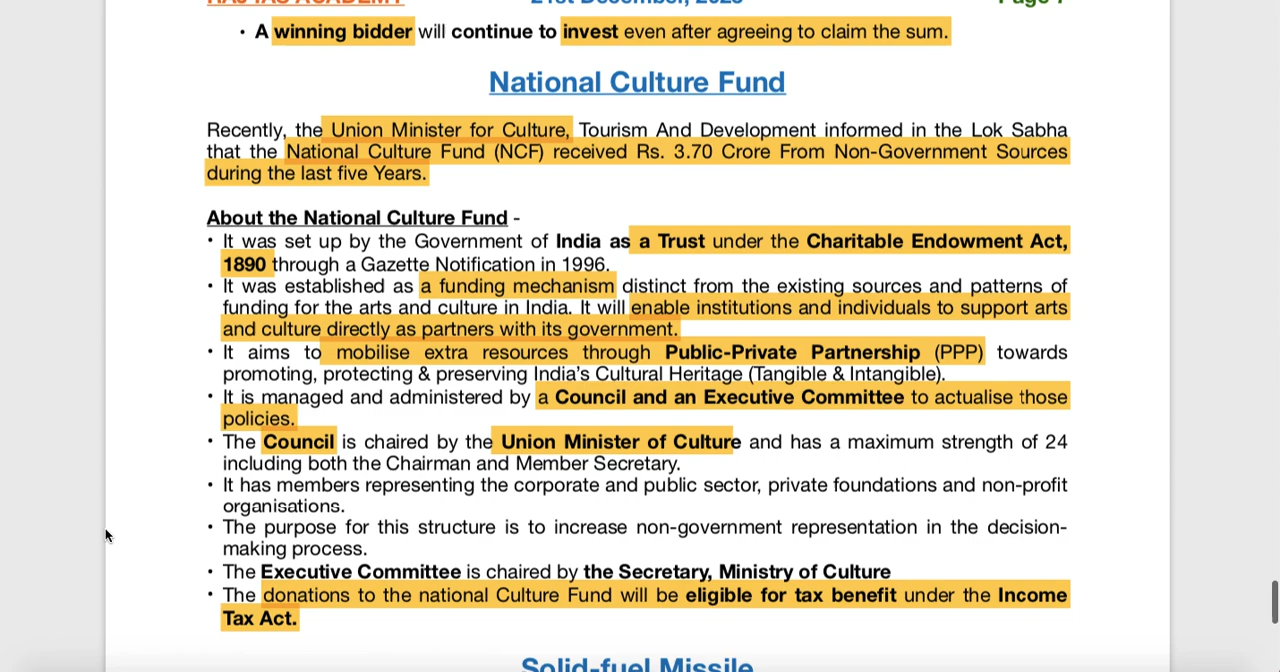 RAJ IAS ACADEMY 21st December, 2023 Page 7
• A winning bidder will continue to invest even after agreeing to claim the sum.
National Culture Fund
Recently, the Union Minister for Culture, Tourism And Development informed in the Lok Sabha
that the National Culture Fund (NCF) received Rs. 3.70 Crore From Non-Government Sources
during the last five Years.
About the National Culture Fund -
• It was set up by the Government of India as a Trust under the Charitable Endowment Act,
1890 through a Gazette Notification in 1996.
• It was established as a funding mechanism distinct from the existing sources and patterns of
funding for the arts and culture in India. It will enable institutions and individuals to support arts
and culture directly as partners with its government.
• It aims to mobilise extra resources through Public-Private Partnership (PPP) towards
promoting, protecting & preserving India’s Cultural Heritage (Tangible & Intangible).
• It is managed and administered by a Council and an Executive Committee to actualise those
policies.
• The Council is chaired by the Union Minister of Culture and has a maximum strength of 24
including both the Chairman and Member Secretary.
• It has members representing the corporate and public sector, private foundations and non-profit
organisations.
• The purpose for this structure is to increase non-government representation in the decision-
making process.
• The Executive Committee is chaired by the Secretary, Ministry of Culture
• The donations to the national Culture Fund will be eligible for tax benefit under the Income
Tax Act.
Solid-fuel Missile